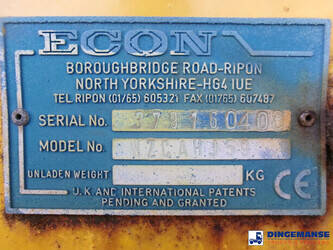 ECON
BOROUGHBRIDGE ROAD-RIPON
NORTH YORKSHIRE-HG4 1UE
TEL RIPON (01765) 605321 FAX (01765) 607487
SERIAL No.
MODEL No.
UNLADEN WEIGHT KG
CE
U.K AND INTERNATIONAL PATENTS
PENDING AND GRANTED
DINGEMANSE